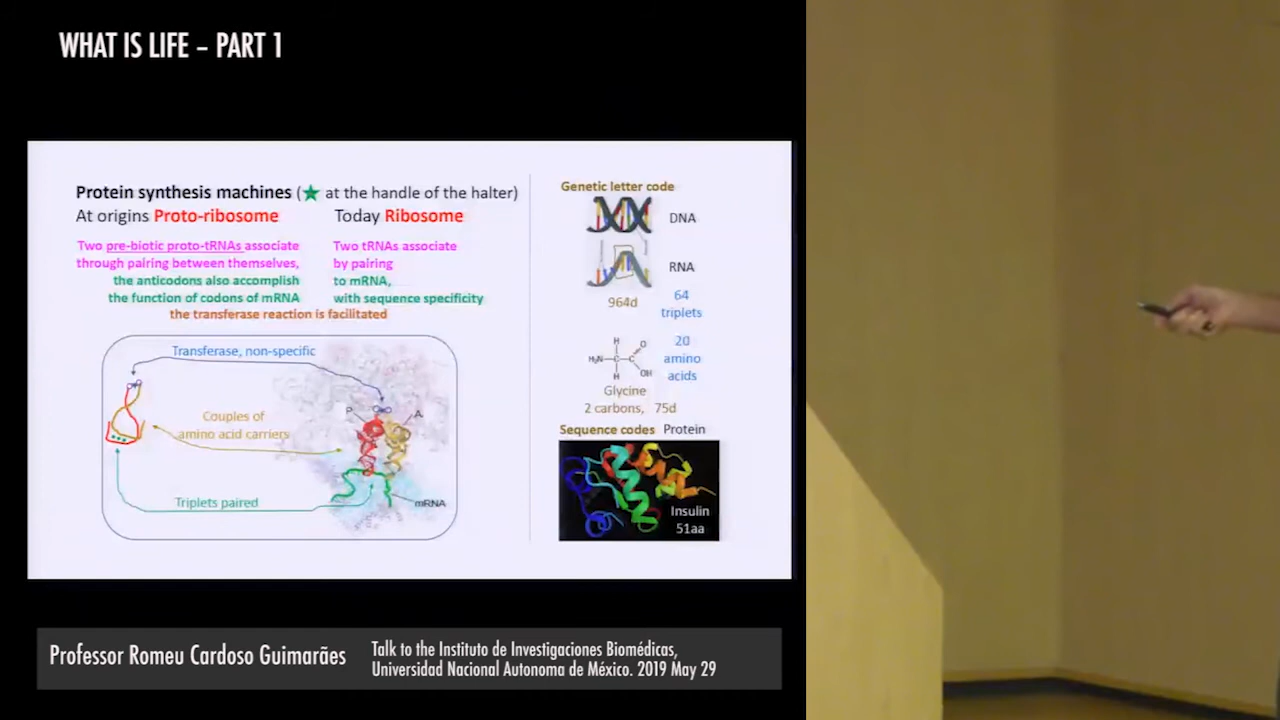 WHAT IS LIFE – PART 1
Protein synthesis machines (★ at the handle of the halter)
At origins Proto-ribosome
Today Ribosome
Two pre-biotic proto-tRNAs associate
through pairing between themselves,
the anticodons also accomplish
the function of codons of mRNA
Two tRNAs associate
by pairing
to mRNA,
with sequence specificity
the transferase reaction is facilitated
Transferase, non-specific
P
A
Couples of
amino acid carriers
Triplets paired
mRNA
Genetic letter code
DNA
RNA
964d
64
triplets
H
O
H₂N C C
OH
H
20
amino
acids
Glycine
2 carbons, 75d
Sequence codes Protein
Insulin
51aa
Professor Romeu Cardoso Guimarães
Talk to the Instituto de Investigaciones Biomédicas,
Universidad Nacional Autonoma de México. 2019 May 29